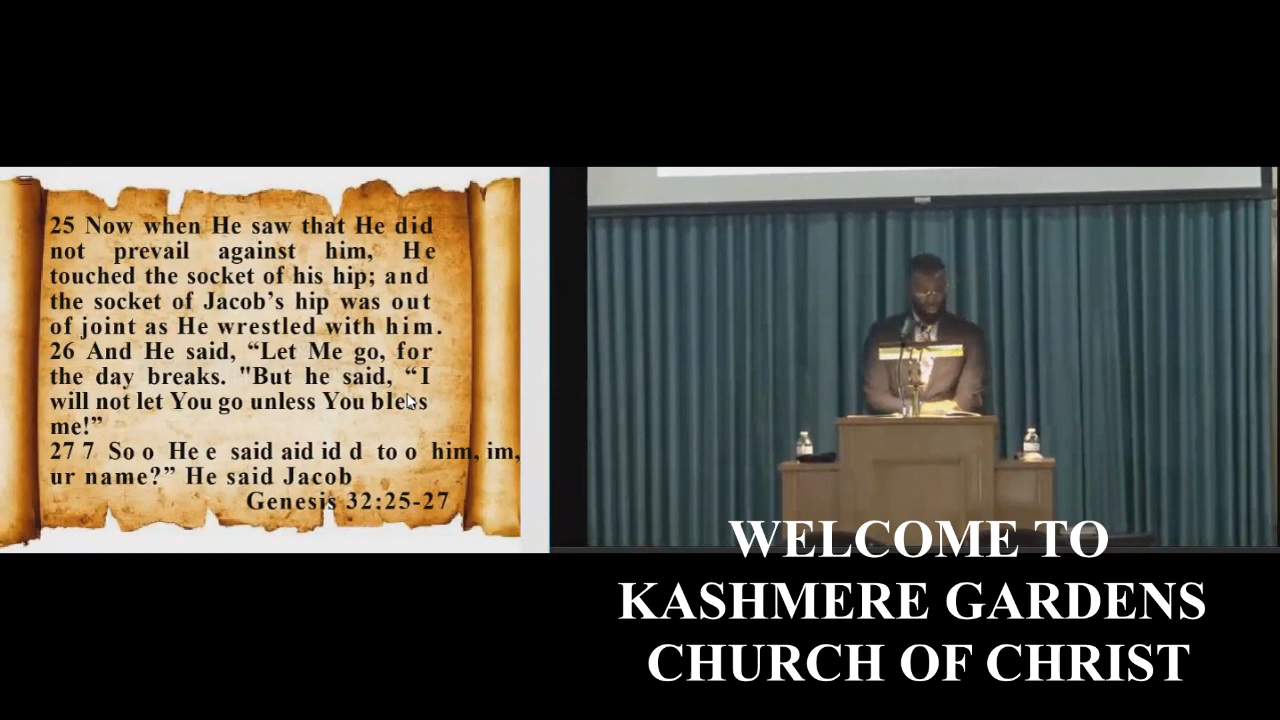 25 Now when He saw that He did
not prevail against him, He
touched the socket of his hip; and
the socket of Jacob’s hip was out
of joint as He wrestled with him.
26 And He said, “Let Me go, for
the day breaks. "But he said, “I
will not let You go unless You bless
me!”
27 7 So o He e said aid id d to o him, im,
ur name?” He said Jacob
Genesis 32:25-27
WELCOME TO
KASHMERE GARDENS
CHURCH OF CHRIST